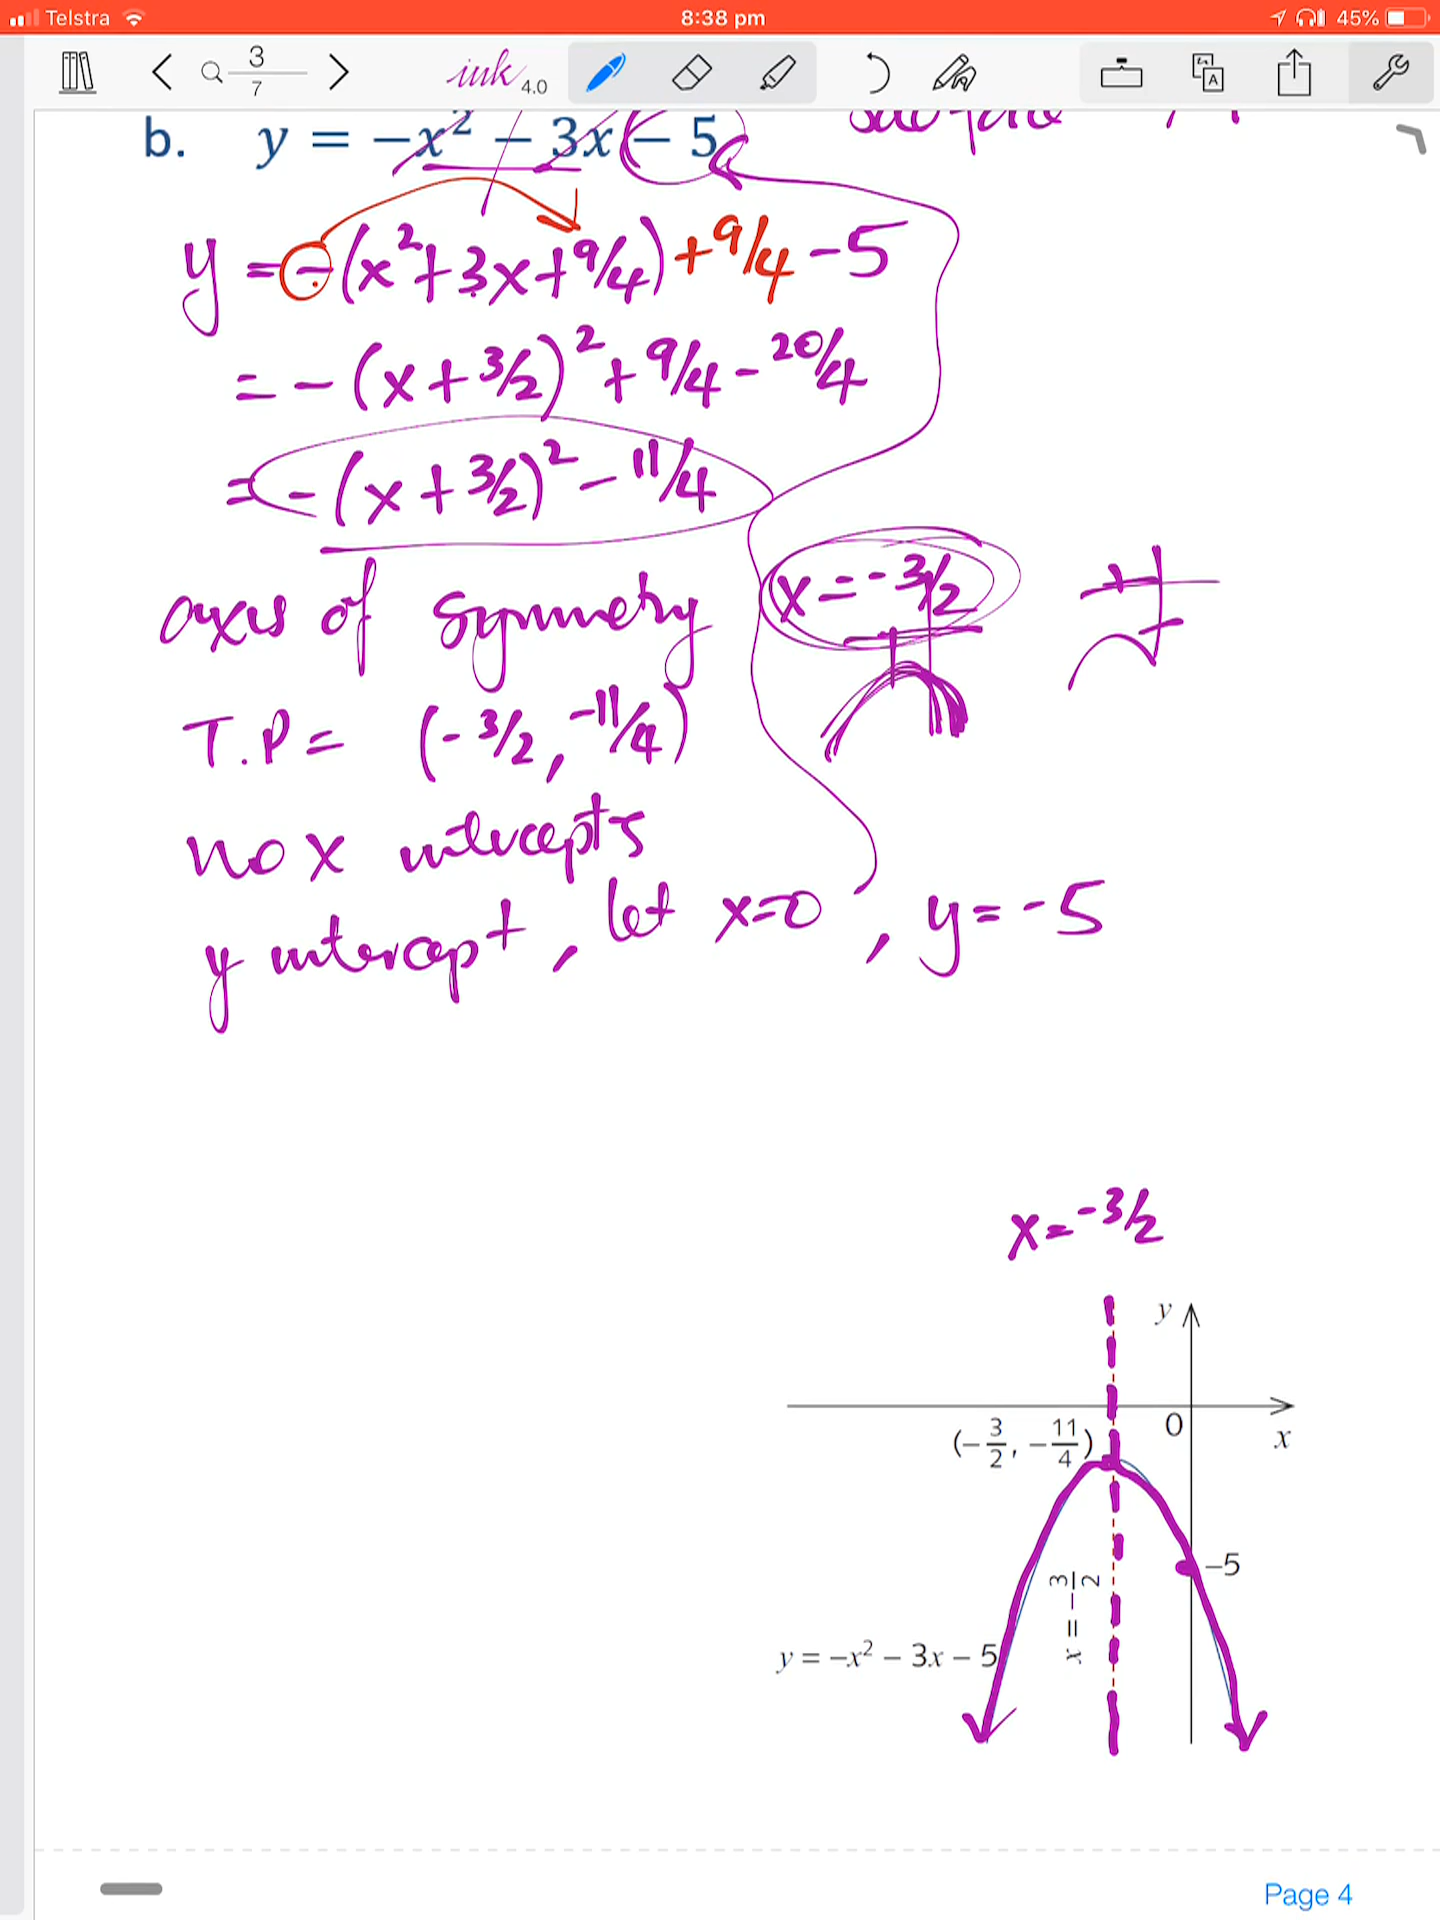 Telstra 8:38 pm 45%
3
7
ink 4.0
b. y = −x² − 3x − 5
y = −(x²+3x+9/4)+9/4 −5
= −(x+3/2)²+9/4−20/4
= −(x+3/2)²−11/4
axis of symmetry x=−3/2
T.P= (−3/2, −11/4)
no x intercepts
y intercept, let x=0, y=−5
x=−3/2
y
0
x
(−3/2, −11/4)
−5
x = −3/2
y = −x² − 3x − 5
Page 4